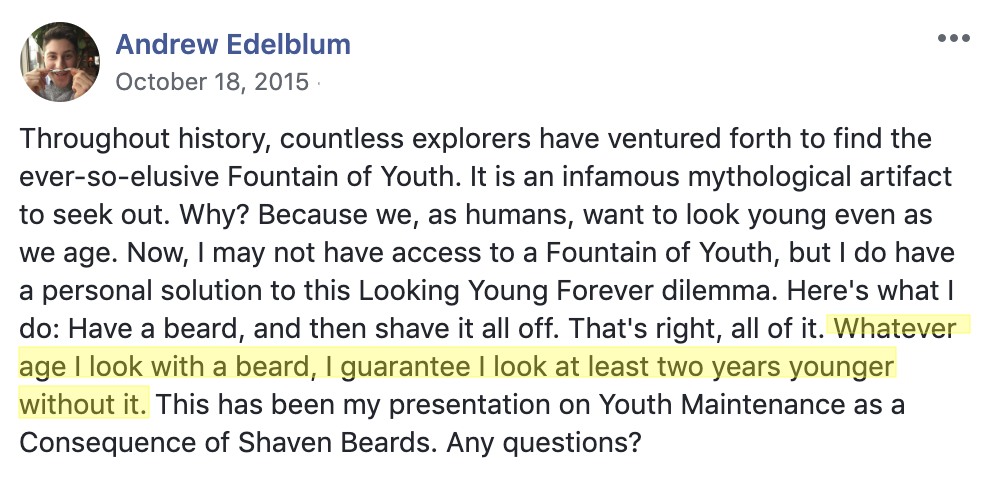 Andrew Edelblum
October 18, 2015 ·
Throughout history, countless explorers have ventured forth to find the
ever-so-elusive Fountain of Youth. It is an infamous mythological artifact
to seek out. Why? Because we, as humans, want to look young even as
we age. Now, I may not have access to a Fountain of Youth, but I do have
a personal solution to this Looking Young Forever dilemma. Here's what I
do: Have a beard, and then shave it all off. That's right, all of it. Whatever
age I look with a beard, I guarantee I look at least two years younger
without it. This has been my presentation on Youth Maintenance as a
Consequence of Shaven Beards. Any questions?